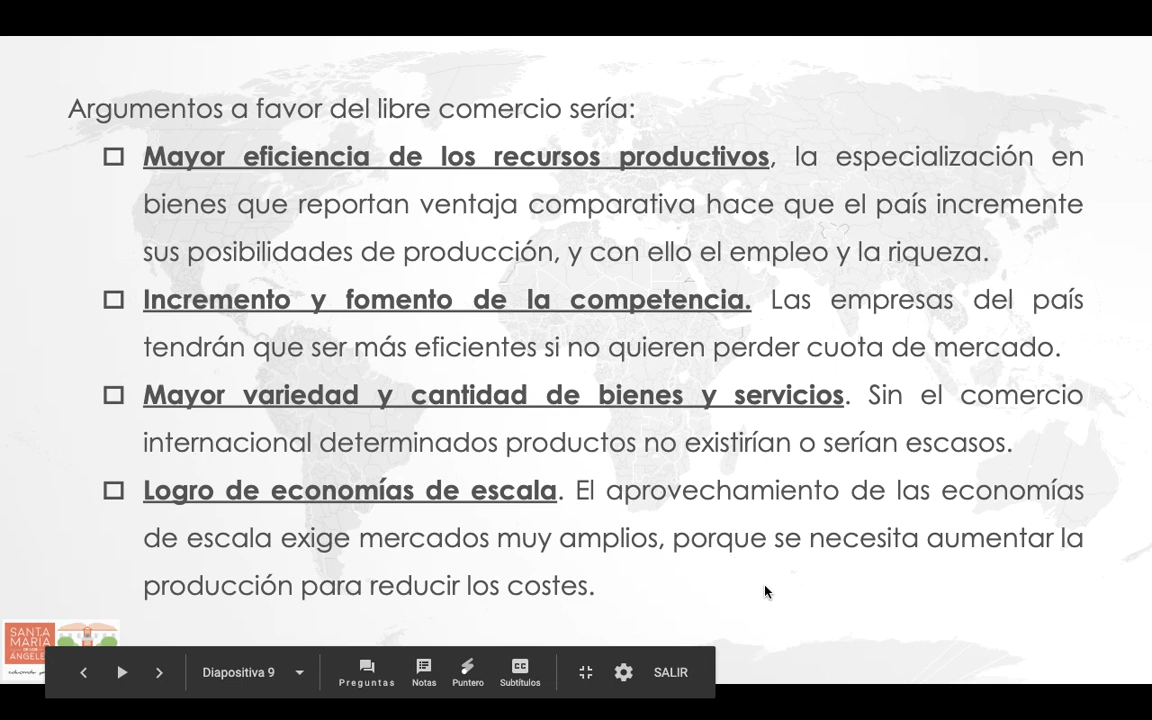 Argumentos a favor del libre comercio sería:
Mayor eficiencia de los recursos productivos, la especialización en
bienes que reportan ventaja comparativa hace que el país incremente
sus posibilidades de producción, y con ello el empleo y la riqueza.
Incremento y fomento de la competencia. Las empresas del país
tendrán que ser más eficientes si no quieren perder cuota de mercado.
Mayor variedad y cantidad de bienes y servicios. Sin el comercio
internacional determinados productos no existirían o serían escasos.
Logro de economías de escala. El aprovechamiento de las economías
de escala exige mercados muy amplios, porque se necesita aumentar la
producción para reducir los costes.
SANTA
MARIA
DE LOS
ÁNGELE
Diapositiva 9
Preguntas
Notas
Puntero
CC
Subtítulos
SALIR